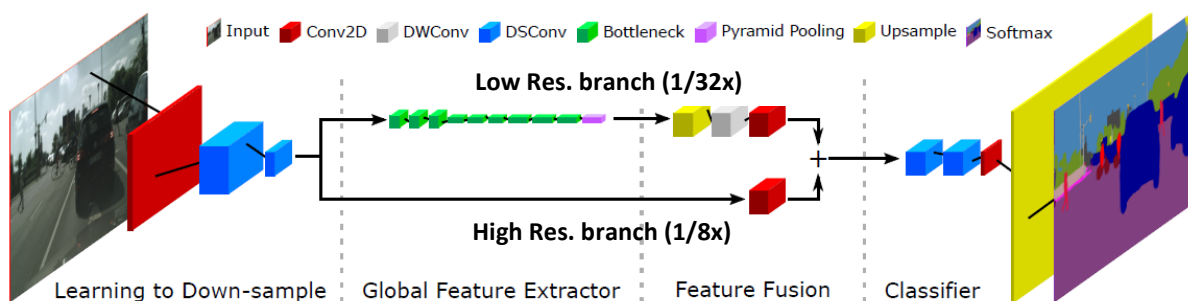 Input Conv2D DWConv DSConv Bottleneck Pyramid Pooling Upsample Softmax
Low Res. branch (1/32x)
+
High Res. branch (1/8x)
Learning to Down-sample Global Feature Extractor Feature Fusion Classifier